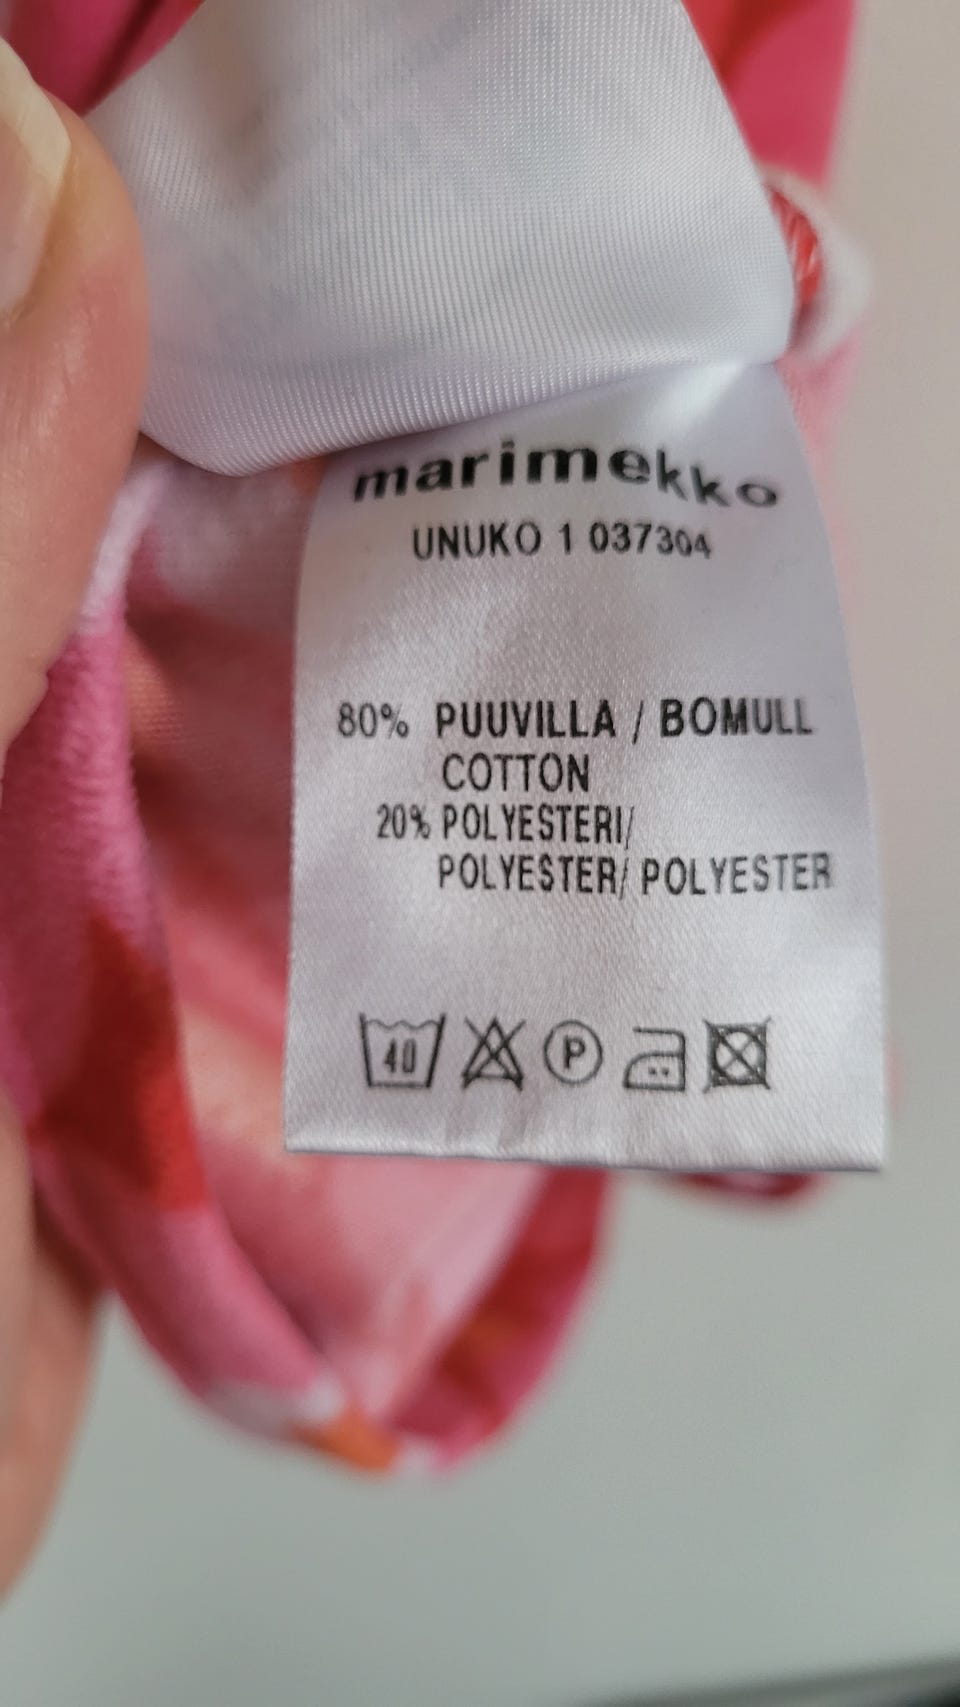 marimekko
UNUKO 1 037304
80% PUUVILLA / BOMULL
COTTON
20% POLYESTERI/
POLYESTER/ POLYESTER
40 P